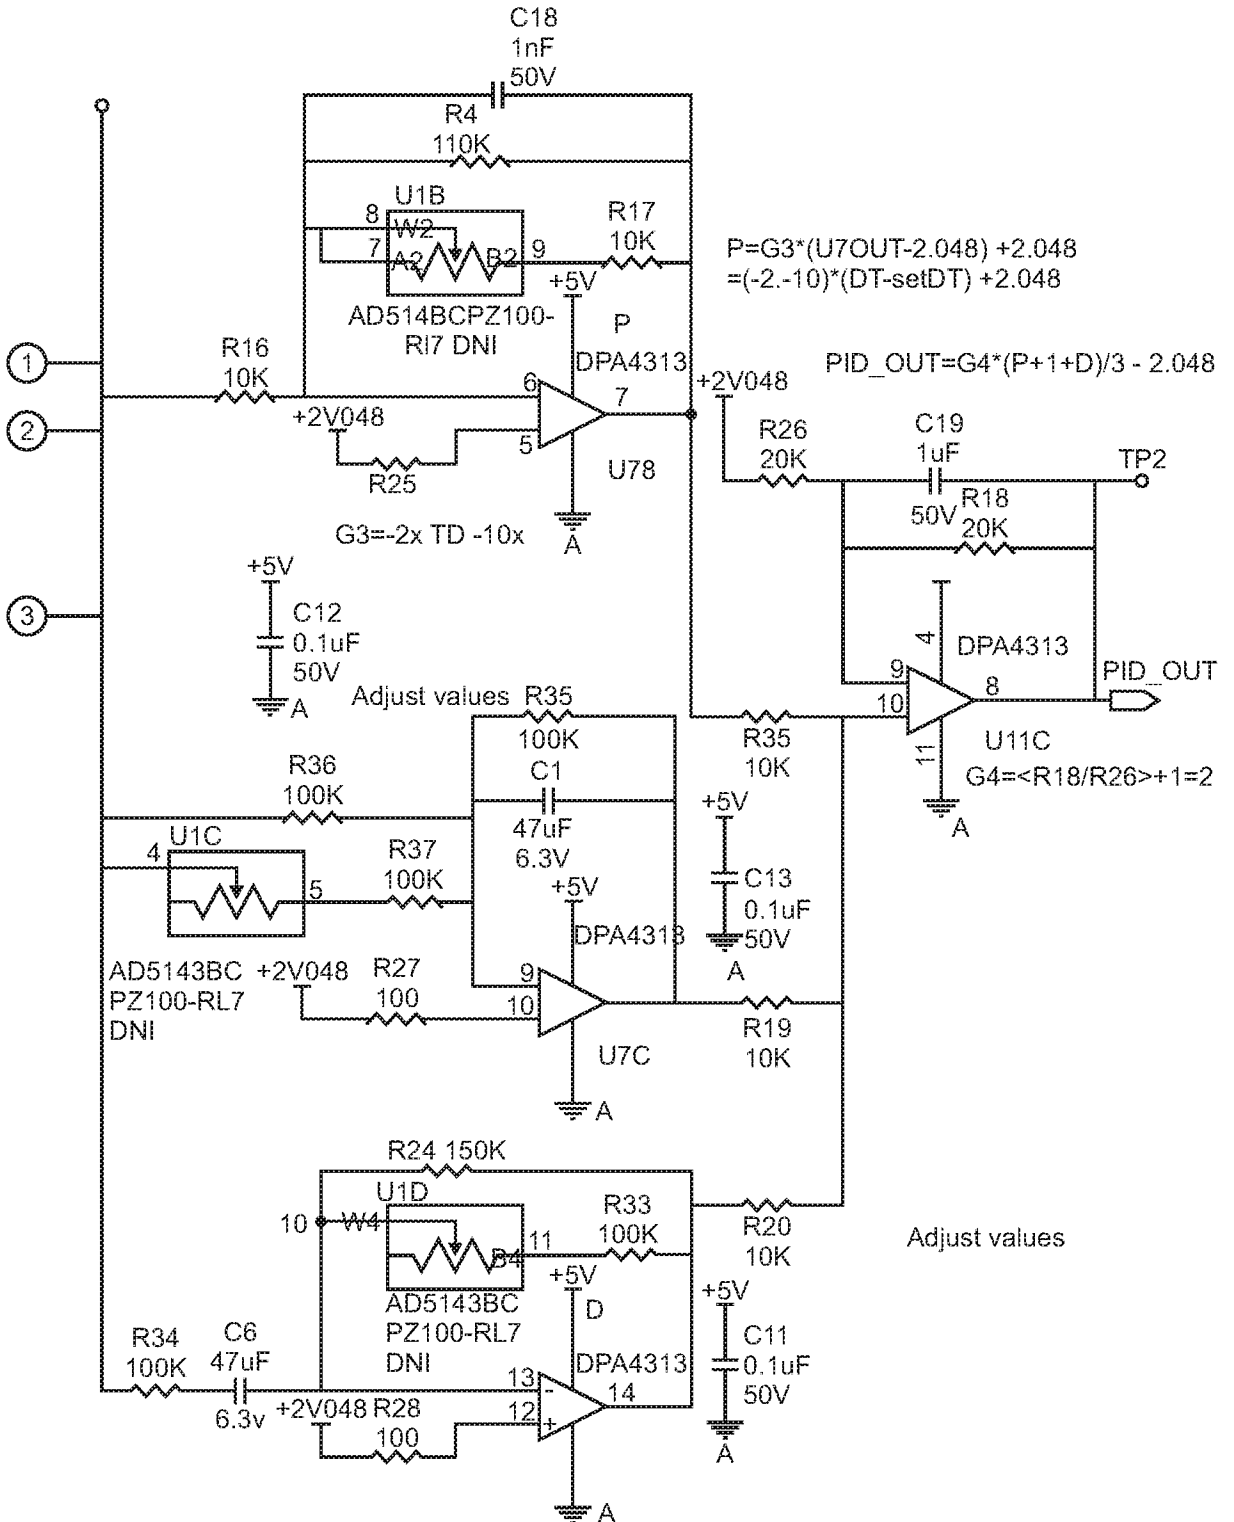 C18
1nF
50V
R4
110K
U1B
8
W2
7
A2
B2
9
R17
10K
+5V
AD514BCPZ100-
RI7 DNI
P
DPA4313
P=G3*(U7OUT-2.048) +2.048
=(-2.-10)*(DT-setDT) +2.048
PID_OUT=G4*(P+1+D)/3 - 2.048
1
R16
10K
6
7
+2V048
+2V048
2
5
R25
U78
R26
20K
C19
1uF
50V
TP2
R18
20K
G3=-2x TD -10x
A
+5V
3
C12
0.1uF
50V
A
4
DPA4313
9
10
8
PID_OUT
11
U11C
G4=<R18/R26>+1=2
A
Adjust values
R35
100K
R35
10K
R36
100K
C1
47uF
6.3V
+5V
U1C
4
5
R37
100K
+5V
C13
0.1uF
50V
A
DPA4313
AD5143BC
PZ100-RL7
DNI
+2V048
R27
100
9
10
R19
10K
U7C
A
R24 150K
U1D
10
W4
B4
11
R33
100K
R20
10K
Adjust values
+5V
AD5143BC
PZ100-RL7
DNI
D
+5V
C11
0.1uF
50V
A
R34
100K
C6
47uF
6.3v
DPA4313
13
-
14
+2V048
R28
100
12
+
A